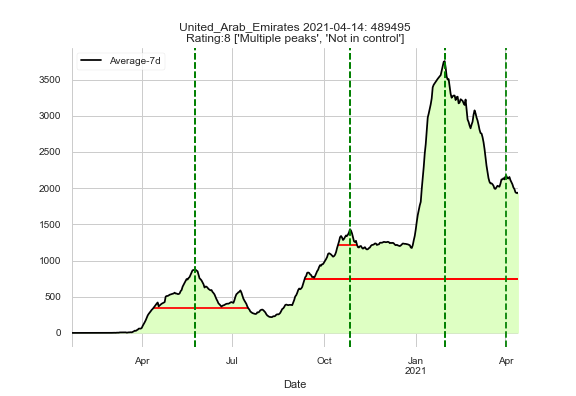 United_Arab_Emirates 2021-04-14: 489495
Rating:8 ['Multiple peaks', 'Not in control']
Average-7d
3500
3000
2500
2000
1500
1000
500
0
Apr
Jul
Oct
Jan
2021
Apr
Date